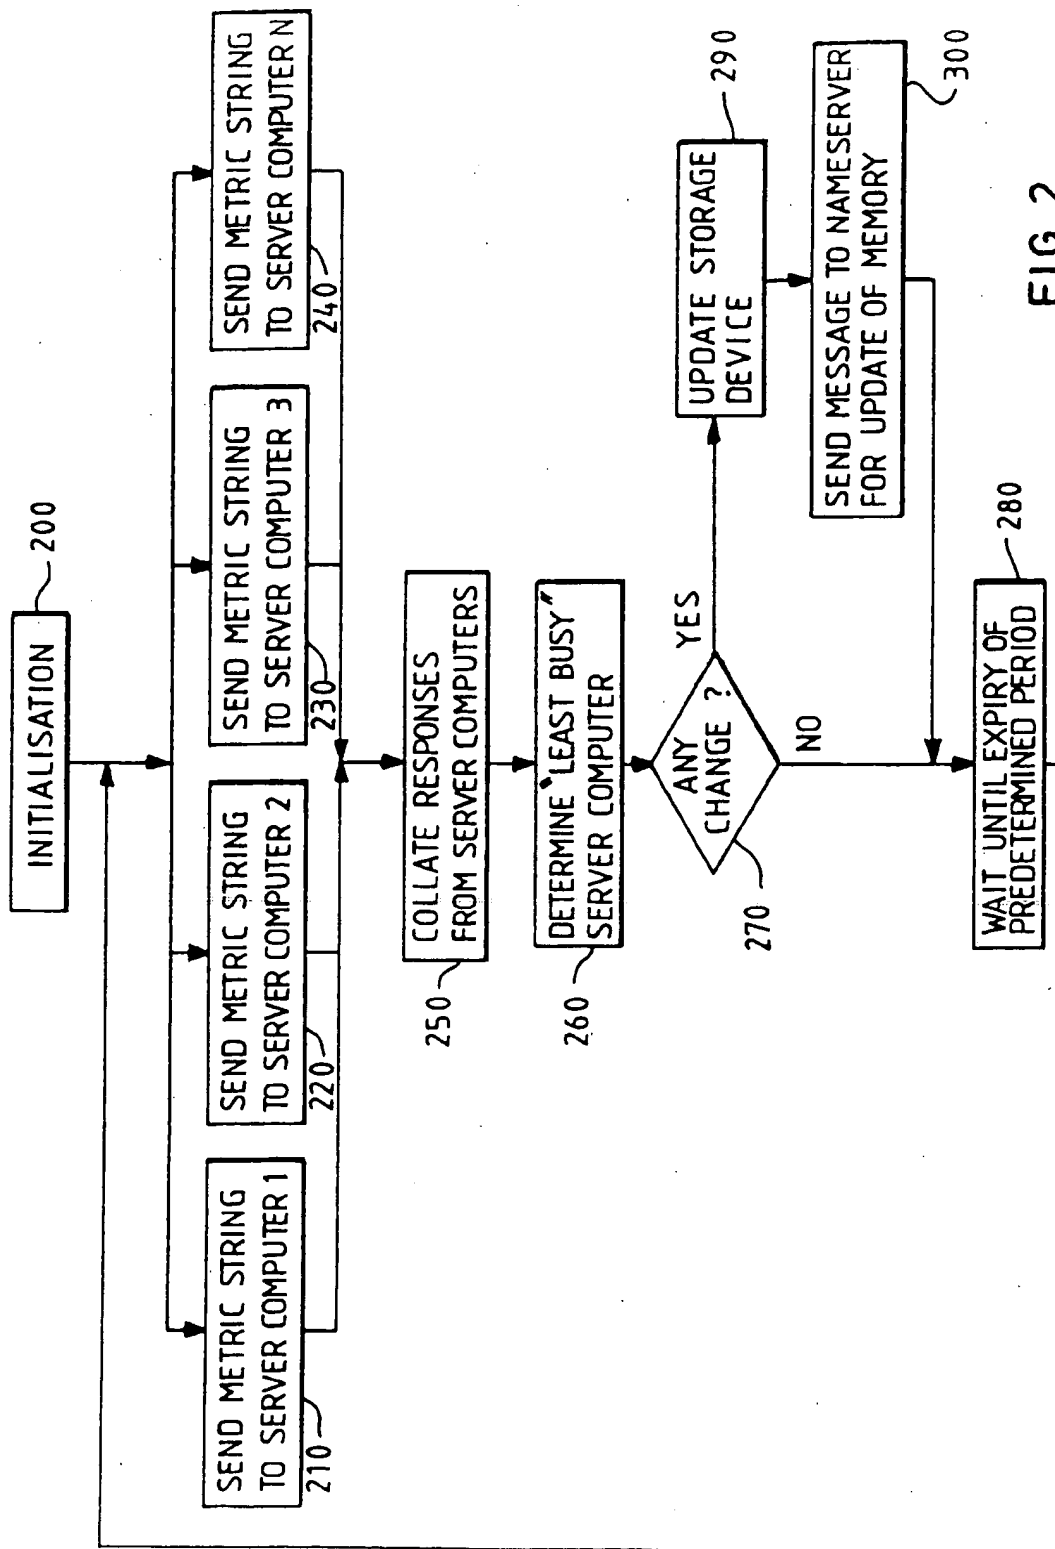 INITIALISATION
200
SEND METRIC STRING
TO SERVER COMPUTER 1
210
SEND METRIC STRING
TO SERVER COMPUTER 2
220
SEND METRIC STRING
TO SERVER COMPUTER 3
230
SEND METRIC STRING
TO SERVER COMPUTER N
240
COLLATE RESPONSES
FROM SERVER COMPUTERS
250
DETERMINE "LEAST BUSY"
SERVER COMPUTER
260
ANY
CHANGE ?
270
YES
NO
UPDATE STORAGE
DEVICE
290
SEND MESSAGE TO NAMESERVER
FOR UPDATE OF MEMORY
300
WAIT UNTIL EXPIRY OF
PREDETERMINED PERIOD
280
FIG. 2